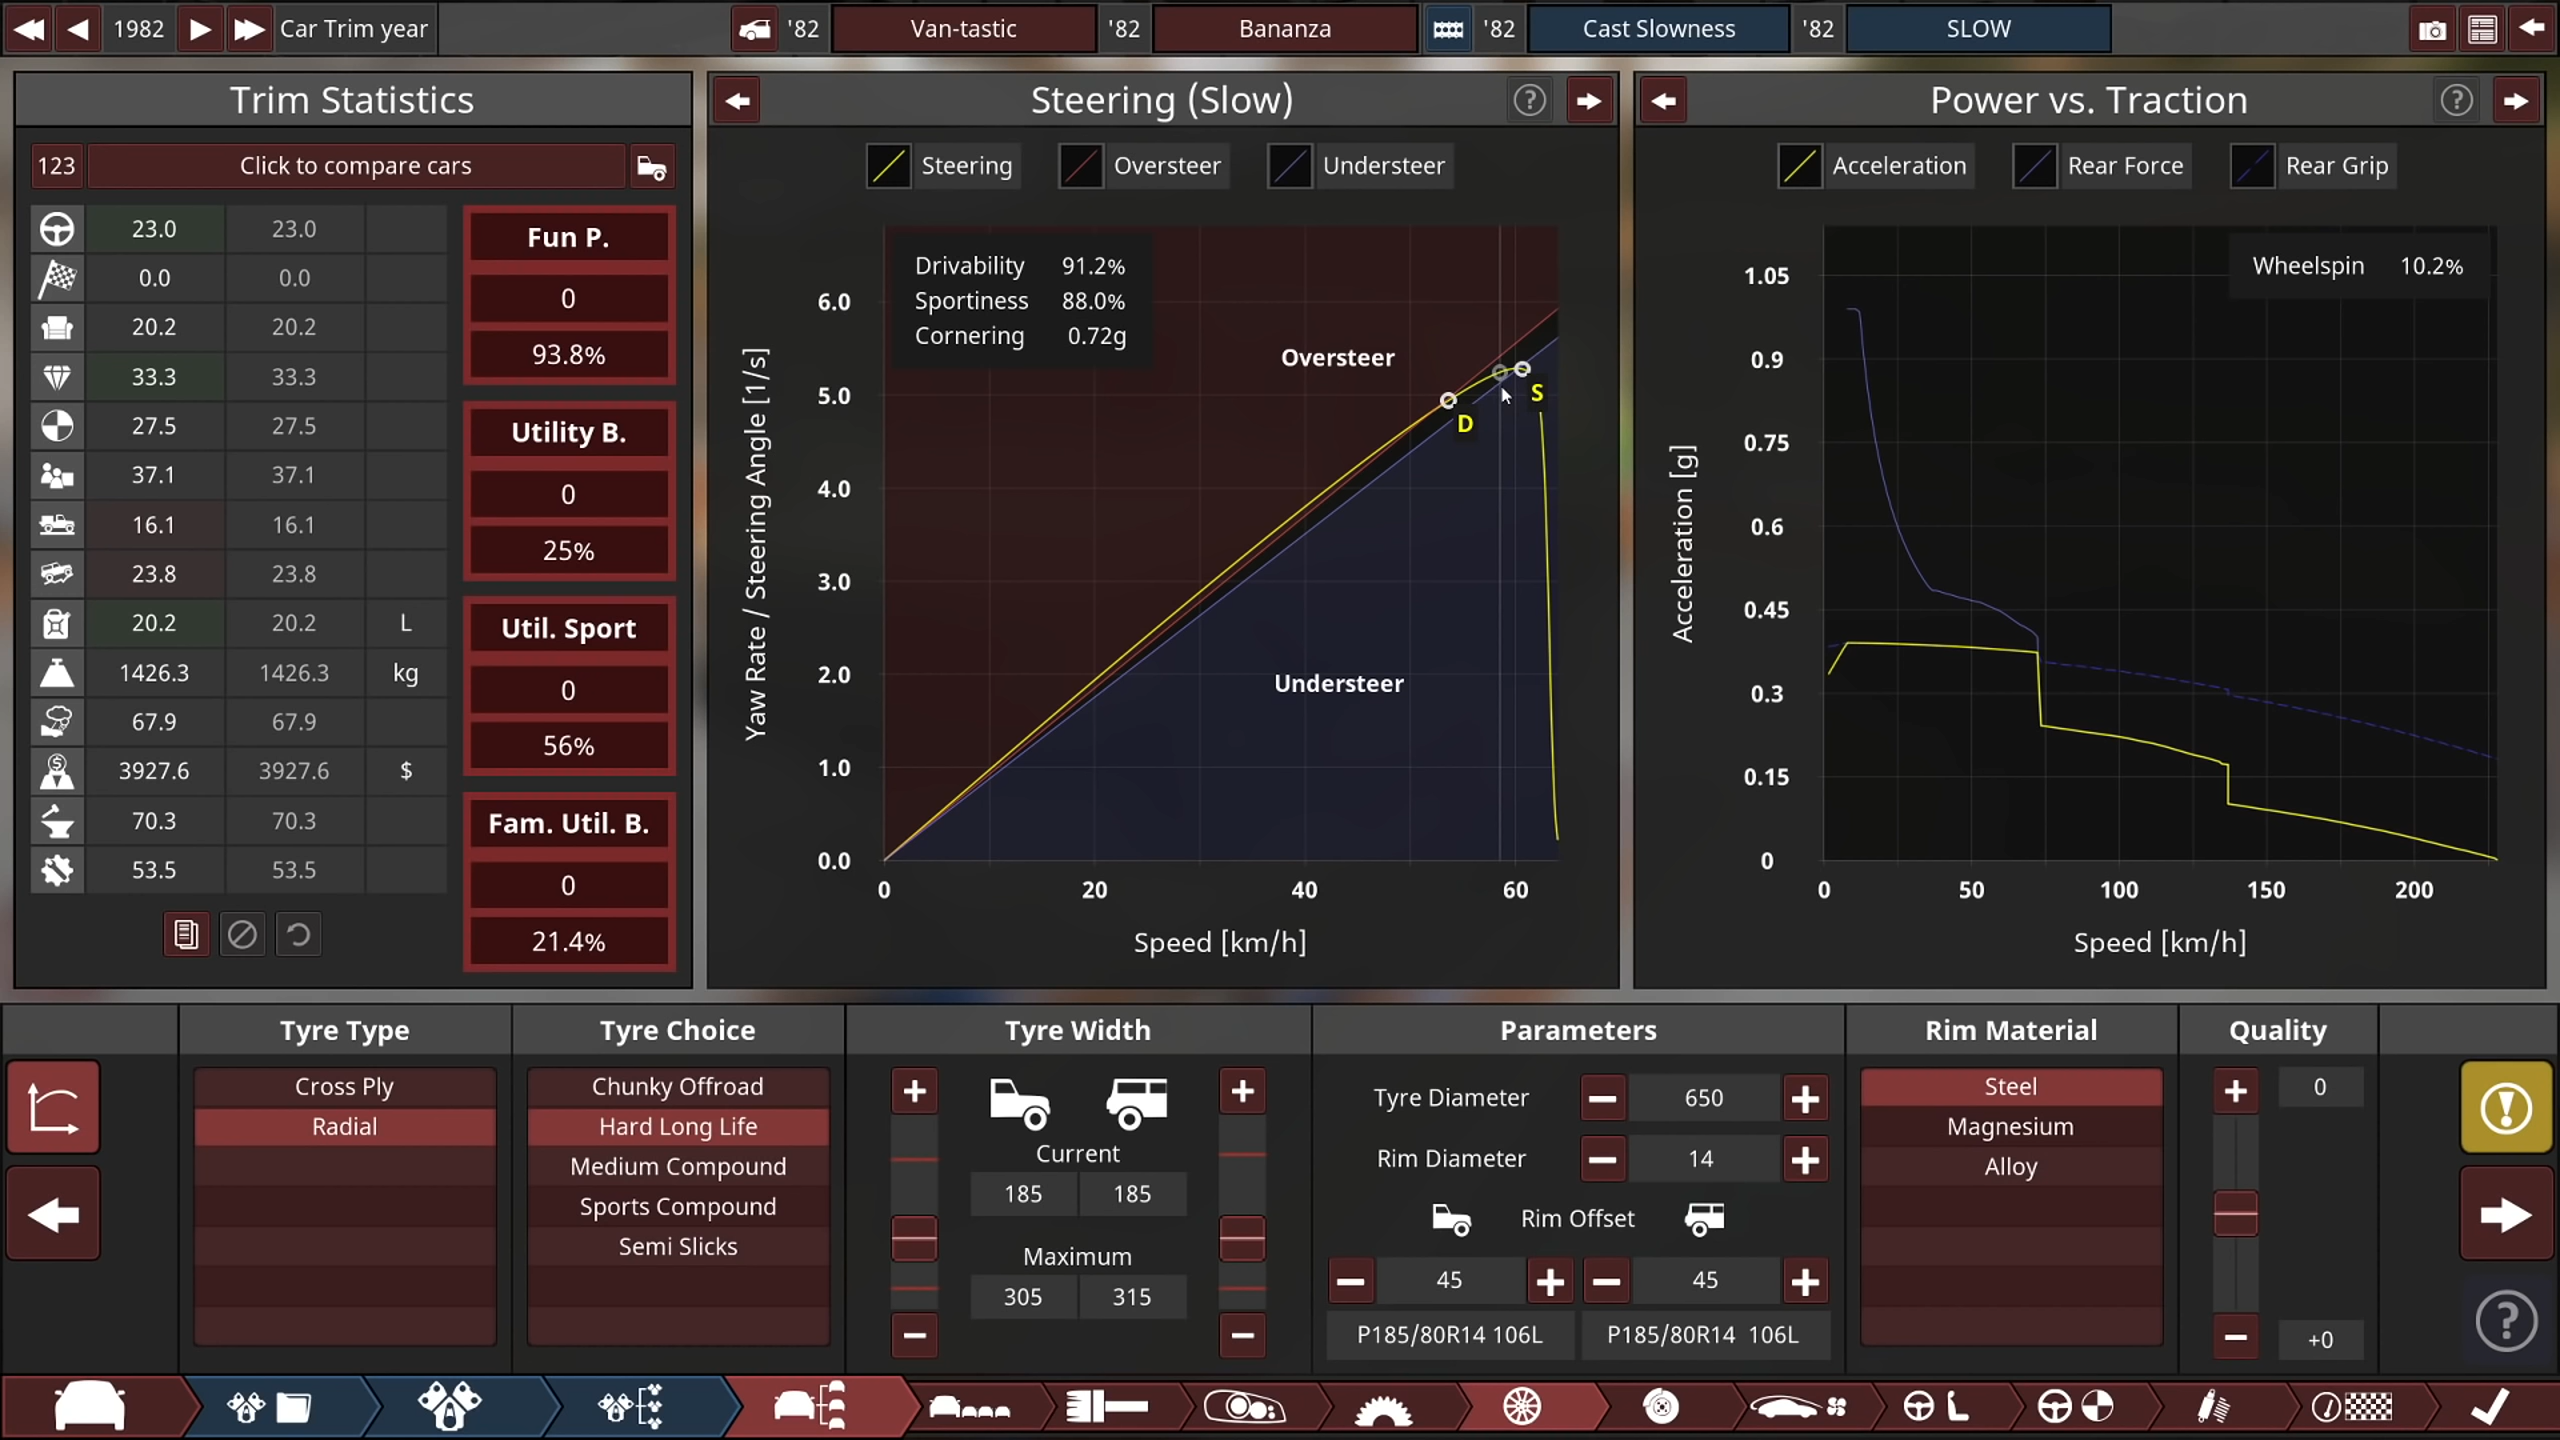 1982
Car Trim year
'82
Van-tastic
'82
Bananza
'82
Cast Slowness
'82
SLOW
Trim Statistics
123
Click to compare cars
23.0 23.0
0.0 0.0
20.2 20.2
33.3 33.3
27.5 27.5
37.1 37.1
16.1 16.1
23.8 23.8
20.2 20.2 L
1426.3 1426.3 kg
67.9 67.9
3927.6 3927.6 $
70.3 70.3
53.5 53.5
Fun P.
0
93.8%
Utility B.
0
25%
Util. Sport
0
56%
Fam. Util. B.
0
21.4%
Steering (Slow)
?
Steering
Oversteer
Understeer
Drivability 91.2%
Sportiness 88.0%
Cornering 0.72g
Oversteer
S
D
Understeer
Yaw Rate / Steering Angle [1/s]
6.0
5.0
4.0
3.0
2.0
1.0
0.0
0 20 40 60
Speed [km/h]
Power vs. Traction
?
Acceleration
Rear Force
Rear Grip
Wheelspin 10.2%
Acceleration [g]
1.05
0.9
0.75
0.6
0.45
0.3
0.15
0
0 50 100 150 200
Speed [km/h]
Tyre Type
Cross Ply
Radial
Tyre Choice
Chunky Offroad
Hard Long Life
Medium Compound
Sports Compound
Semi Slicks
Tyre Width
+ +
Current
185 185
Maximum
305 315
− −
Parameters
Tyre Diameter − 650 +
Rim Diameter − 14 +
Rim Offset
− 45 + − 45 +
P185/80R14 106L P185/80R14 106L
Rim Material
Steel
Magnesium
Alloy
Quality
+ 0
− +0
!
?